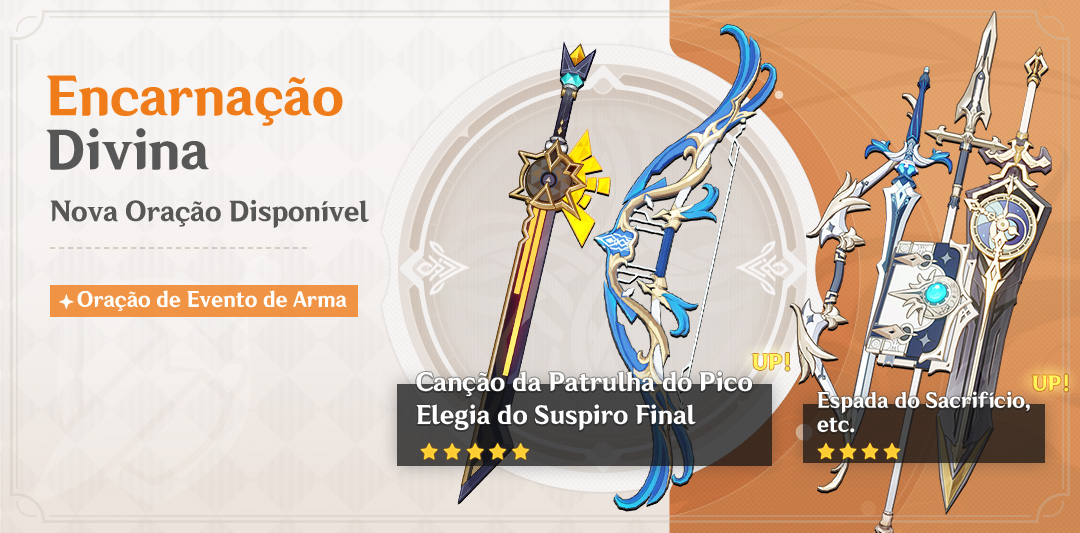 Encarnação
Divina
Nova Oração Disponível
Oração de Evento de Arma
UP!
Canção da Patrulha do Pico
Elegia do Suspiro Final
UP!
Espada do Sacrifício,
etc.